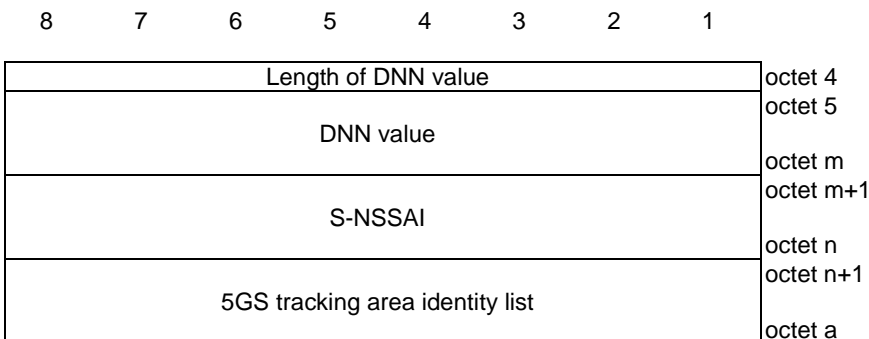 8 7 6 5 4 3 2 1
Length of DNN value octet 4
octet 5
DNN value
octet m
octet m+1
S-NSSAI
octet n
octet n+1
5GS tracking area identity list
octet a